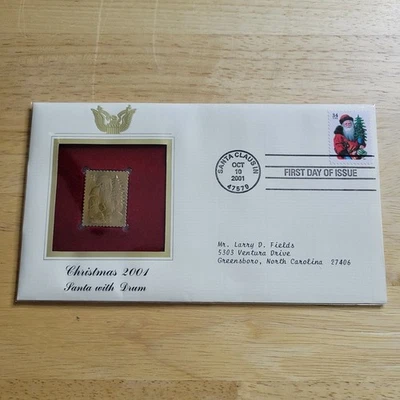 34
SANTA CLAUS IN
OCT
10
2001
47579
FIRST DAY OF ISSUE
Mr. Larry D. Fields
5303 Ventura Drive
Greensboro, North Carolina 27406
Christmas 2001
Santa with Drum